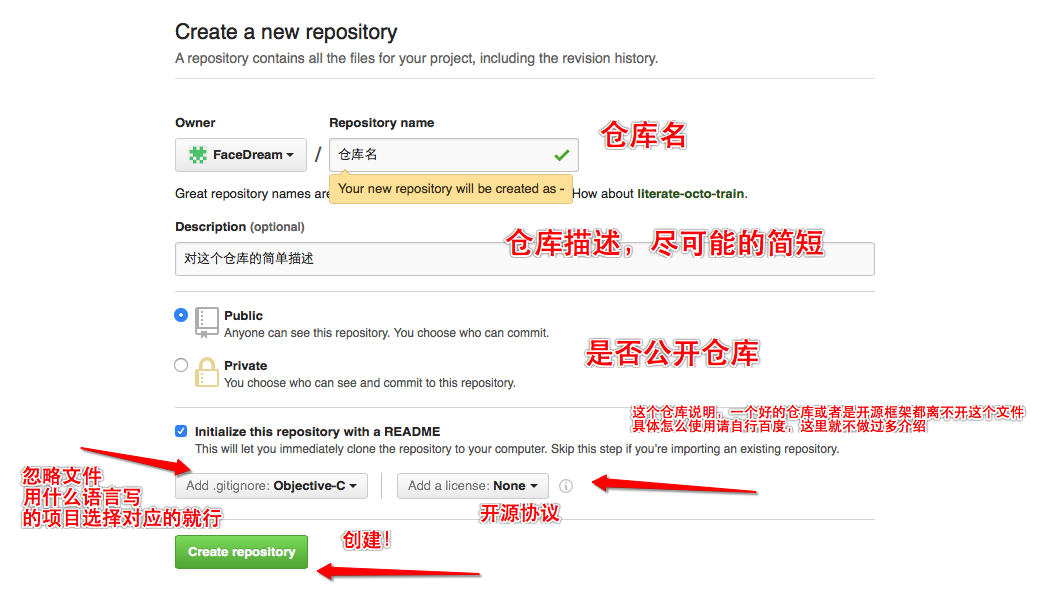 Create a new repository
A repository contains all the files for your project, including the revision history.
Owner
Repository name
仓库名
FaceDream
/
仓库名
Great repository names are
Your new repository will be created as -
How about literate-octo-train.
Description (optional)
仓库描述，尽可能的简短
对这个仓库的简单描述
Public
Anyone can see this repository. You choose who can commit.
是否公开仓库
Private
You choose who can see and commit to this repository.
这个仓库说明，一个好的仓库或者是开源框架都离不开这个文件
具体怎么使用请自行百度，这里就不做过多介绍
Initialize this repository with a README
This will let you immediately clone the repository to your computer. Skip this step if you're importing an existing repository.
忽略文件
用什么语言写
的项目选择对应的就行
Add .gitignore: Objective-C
Add a license: None
开源协议
创建！
Create repository